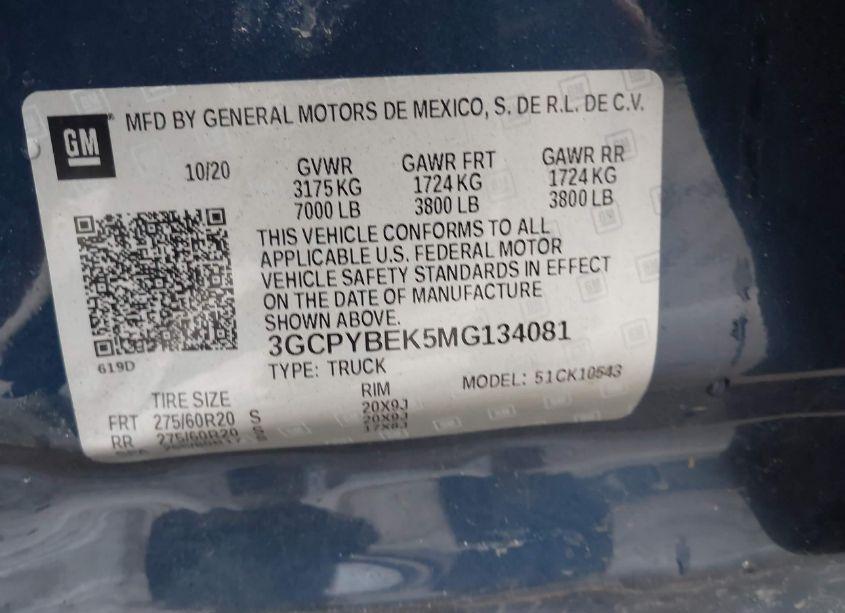 GM
MFD BY GENERAL MOTORS DE MEXICO, S. DE R.L. DE C.V.
10/20 GVWR GAWR FRT GAWR RR
3175 KG 1724 KG 1724 KG
7000 LB 3800 LB 3800 LB
THIS VEHICLE CONFORMS TO ALL
APPLICABLE U.S. FEDERAL MOTOR
VEHICLE SAFETY STANDARDS IN EFFECT
ON THE DATE OF MANUFACTURE
SHOWN ABOVE.
619D
3GCPYBEK5MG134081
TYPE: TRUCK MODEL: 51CK10543
TIRE SIZE RIM
FRT 275/60R20 S 20X9J
RR 275/60R20 S 20X9J
17X8J